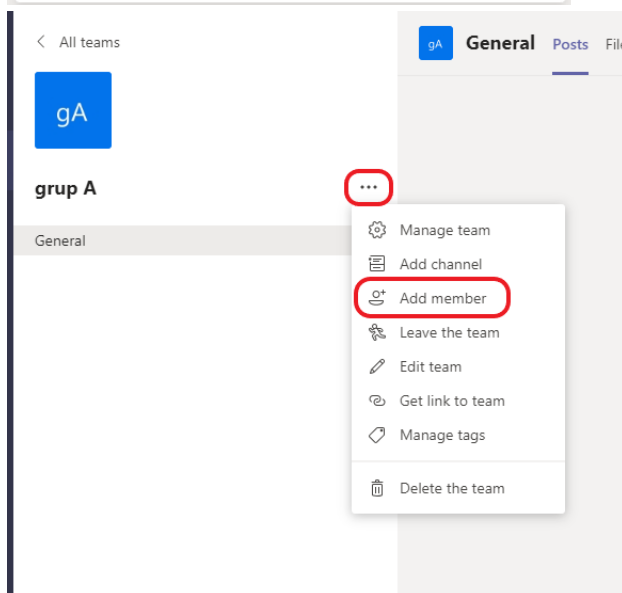 All teams
gA
General Posts
gA
grup A
...
General
Manage team
Add channel
Add member
Leave the team
Edit team
Get link to team
Manage tags
Delete the team